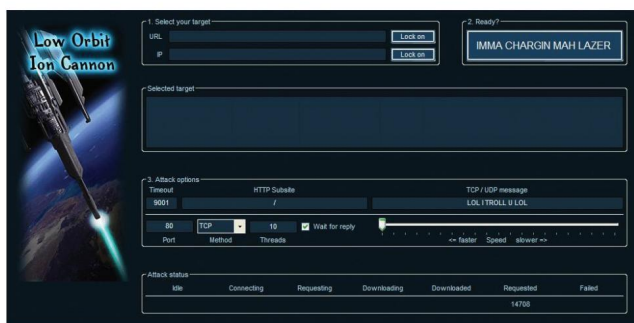 Low Orbit
Ion Cannon
1. Select your target
URL
Lock on
IP
Lock on
2. Ready?
IMMA CHARGIN MAH LAZER
Selected target
3. Attack options
Timeout
HTTP Subsite
TCP / UDP message
9001
/
LOL I TROLL U LOL
80
TCP
10
Wait for reply
Port
Method
Threads
<= faster Speed slower =>
Attack status
Idle
Connecting
Requesting
Downloading
Downloaded
Requested
Failed
14708